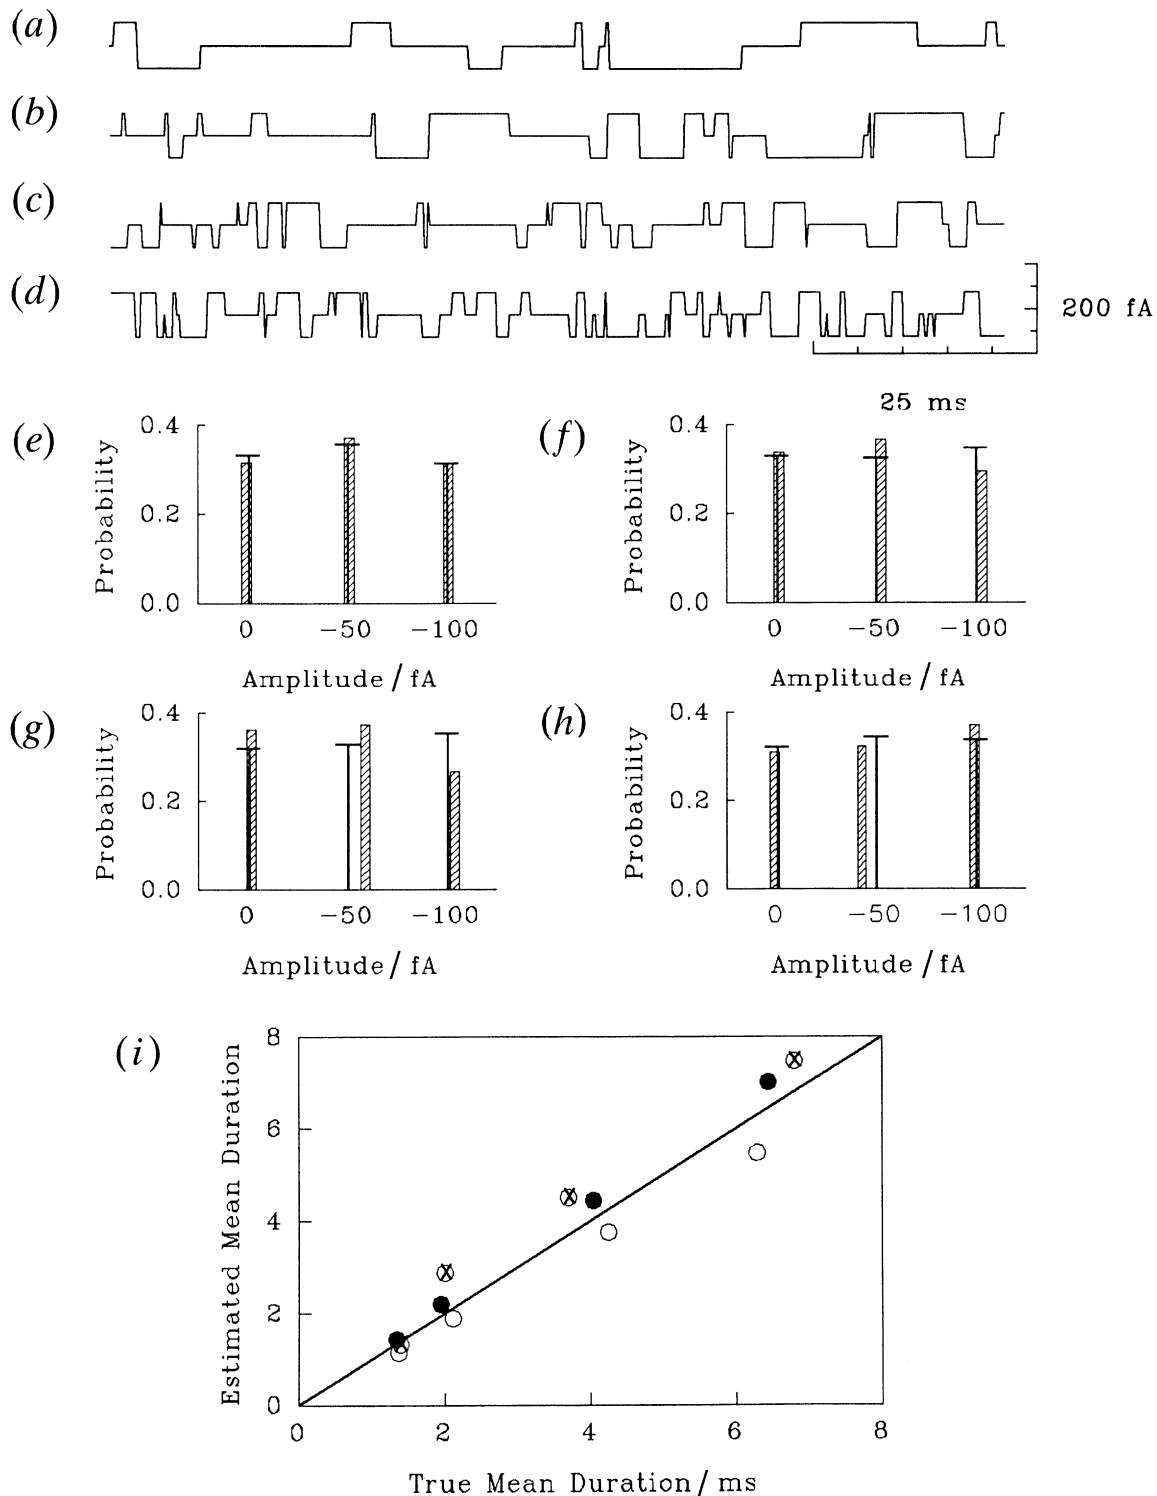 (a)
(b)
(c)
(d)
200 fA
25 ms
(e)
Probability
0.4
0.2
0.0
0 −50 −100
Amplitude / fA
(f)
Probability
0.4
0.2
0.0
0 −50 −100
Amplitude / fA
(g)
Probability
0.4
0.2
0.0
0 −50 −100
Amplitude / fA
(h)
Probability
0.4
0.2
0.0
0 −50 −100
Amplitude / fA
(i)
Estimated Mean Duration
8
6
4
2
0
0 2 4 6 8
True Mean Duration / ms